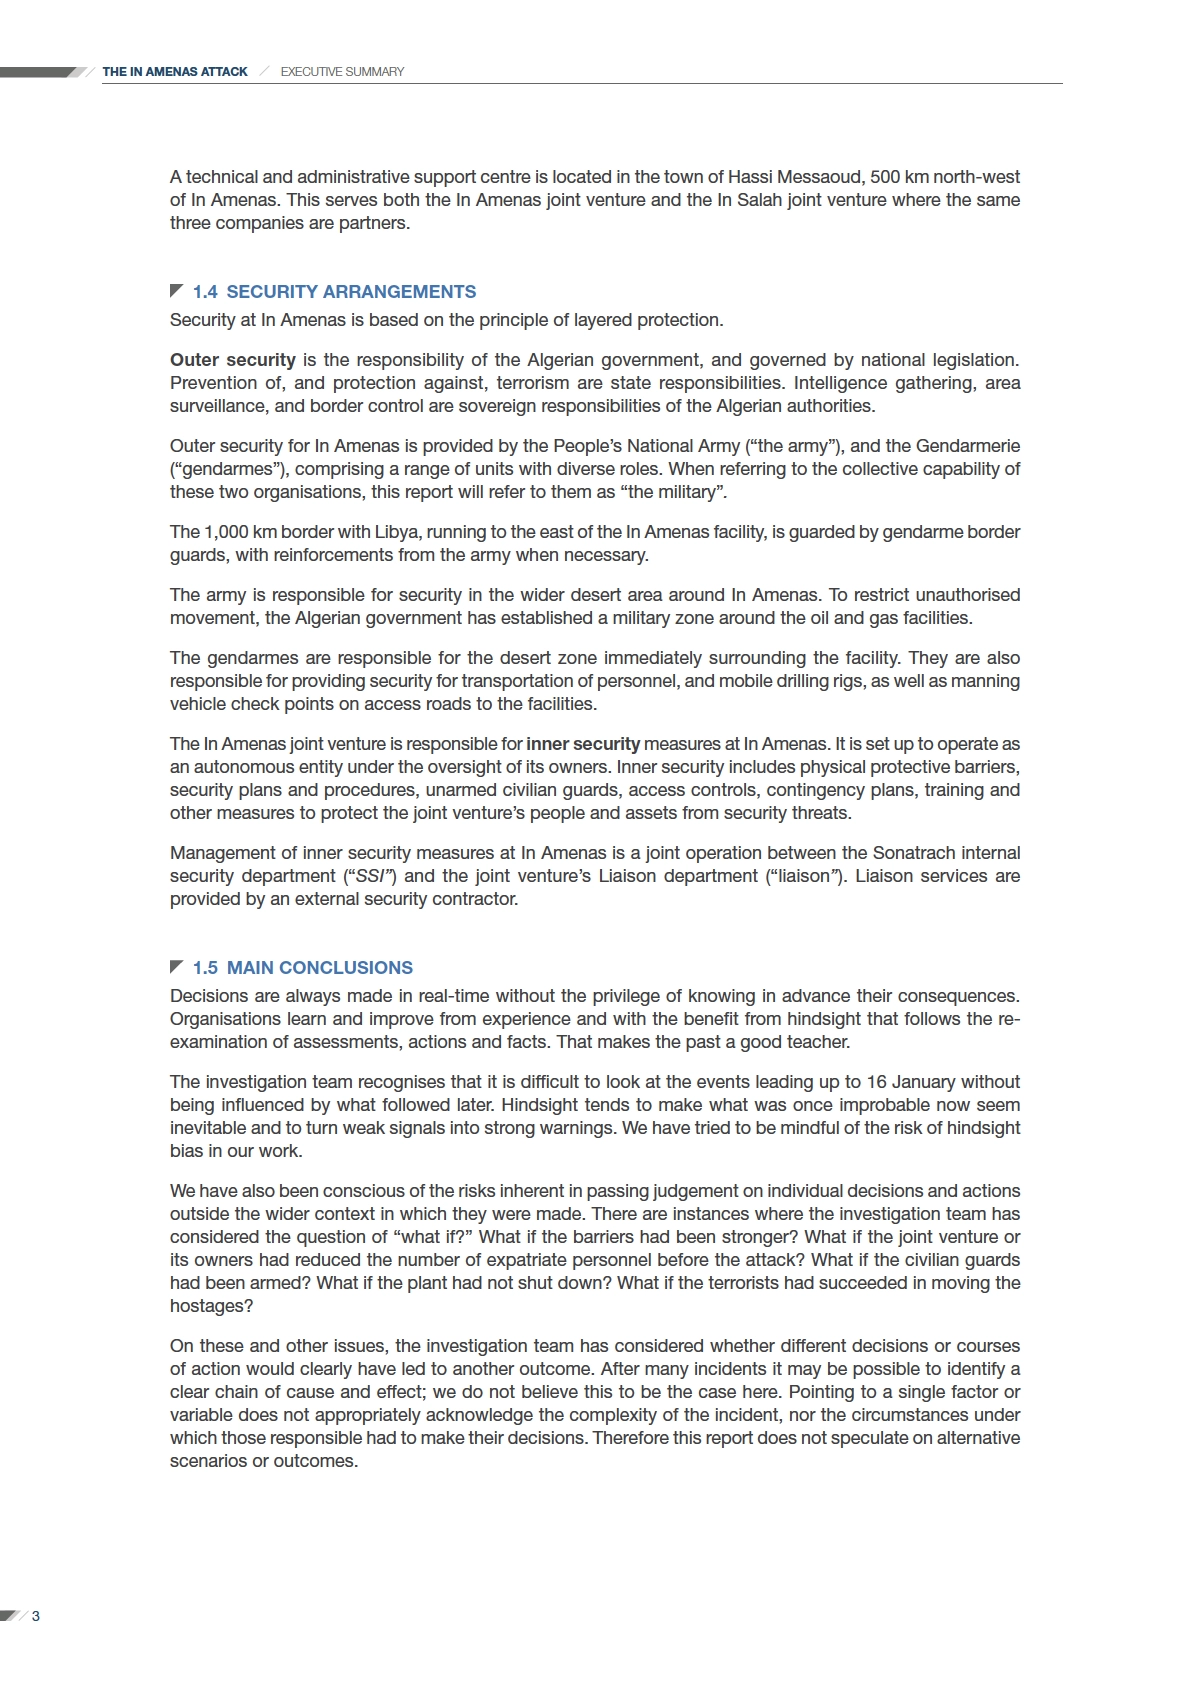 THE IN AMENAS ATTACK / EXECUTIVE SUMMARY
A technical and administrative support centre is located in the town of Hassi Messaoud, 500 km north-west
of In Amenas. This serves both the In Amenas joint venture and the In Salah joint venture where the same
three companies are partners.
1.4 SECURITY ARRANGEMENTS
Security at In Amenas is based on the principle of layered protection.
Outer security is the responsibility of the Algerian government, and governed by national legislation.
Prevention of, and protection against, terrorism are state responsibilities. Intelligence gathering, area
surveillance, and border control are sovereign responsibilities of the Algerian authorities.
Outer security for In Amenas is provided by the People’s National Army (“the army”), and the Gendarmerie
(“gendarmes”), comprising a range of units with diverse roles. When referring to the collective capability of
these two organisations, this report will refer to them as “the military”.
The 1,000 km border with Libya, running to the east of the In Amenas facility, is guarded by gendarme border
guards, with reinforcements from the army when necessary.
The army is responsible for security in the wider desert area around In Amenas. To restrict unauthorised
movement, the Algerian government has established a military zone around the oil and gas facilities.
The gendarmes are responsible for the desert zone immediately surrounding the facility. They are also
responsible for providing security for transportation of personnel, and mobile drilling rigs, as well as manning
vehicle check points on access roads to the facilities.
The In Amenas joint venture is responsible for inner security measures at In Amenas. It is set up to operate as
an autonomous entity under the oversight of its owners. Inner security includes physical protective barriers,
security plans and procedures, unarmed civilian guards, access controls, contingency plans, training and
other measures to protect the joint venture’s people and assets from security threats.
Management of inner security measures at In Amenas is a joint operation between the Sonatrach internal
security department (“SSI”) and the joint venture’s Liaison department (“liaison”). Liaison services are
provided by an external security contractor.
1.5 MAIN CONCLUSIONS
Decisions are always made in real-time without the privilege of knowing in advance their consequences.
Organisations learn and improve from experience and with the benefit from hindsight that follows the re-
examination of assessments, actions and facts. That makes the past a good teacher.
The investigation team recognises that it is difficult to look at the events leading up to 16 January without
being influenced by what followed later. Hindsight tends to make what was once improbable now seem
inevitable and to turn weak signals into strong warnings. We have tried to be mindful of the risk of hindsight
bias in our work.
We have also been conscious of the risks inherent in passing judgement on individual decisions and actions
outside the wider context in which they were made. There are instances where the investigation team has
considered the question of “what if?” What if the barriers had been stronger? What if the joint venture or
its owners had reduced the number of expatriate personnel before the attack? What if the civilian guards
had been armed? What if the plant had not shut down? What if the terrorists had succeeded in moving the
hostages?
On these and other issues, the investigation team has considered whether different decisions or courses
of action would clearly have led to another outcome. After many incidents it may be possible to identify a
clear chain of cause and effect; we do not believe this to be the case here. Pointing to a single factor or
variable does not appropriately acknowledge the complexity of the incident, nor the circumstances under
which those responsible had to make their decisions. Therefore this report does not speculate on alternative
scenarios or outcomes.
3